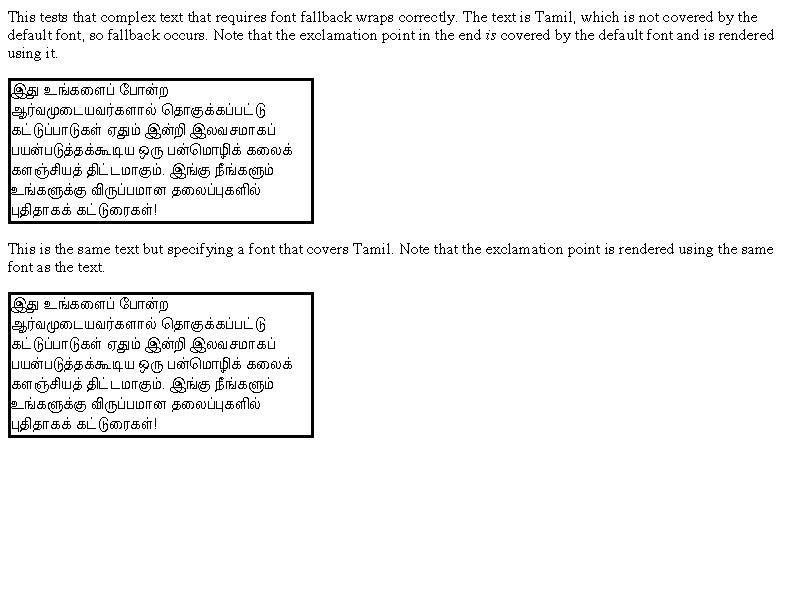 This tests that complex text that requires font fallback wraps correctly. The text is Tamil, which is not covered by the
default font, so fallback occurs. Note that the exclamation point in the end is covered by the default font and is rendered
using it.
இது உங்களைப் போன்ற
ஆர்வமுடையவர்களால் தொகுக்கப்பட்டு
கட்டுப்பாடுகள் ஏதும் இன்றி இலவசமாகப்
பயன்படுத்தக்கூடிய ஒரு பன்மொழிக் கலைக்
களஞ்சியத் திட்டமாகும். இங்கு நீங்களும்
உங்களுக்கு விருப்பமான தலைப்புகளில்
புதிதாகக் கட்டுரைகள்!
This is the same text but specifying a font that covers Tamil. Note that the exclamation point is rendered using the same
font as the text.
இது உங்களைப் போன்ற
ஆர்வமுடையவர்களால் தொகுக்கப்பட்டு
கட்டுப்பாடுகள் ஏதும் இன்றி இலவசமாகப்
பயன்படுத்தக்கூடிய ஒரு பன்மொழிக் கலைக்
களஞ்சியத் திட்டமாகும். இங்கு நீங்களும்
உங்களுக்கு விருப்பமான தலைப்புகளில்
புதிதாகக் கட்டுரைகள்!